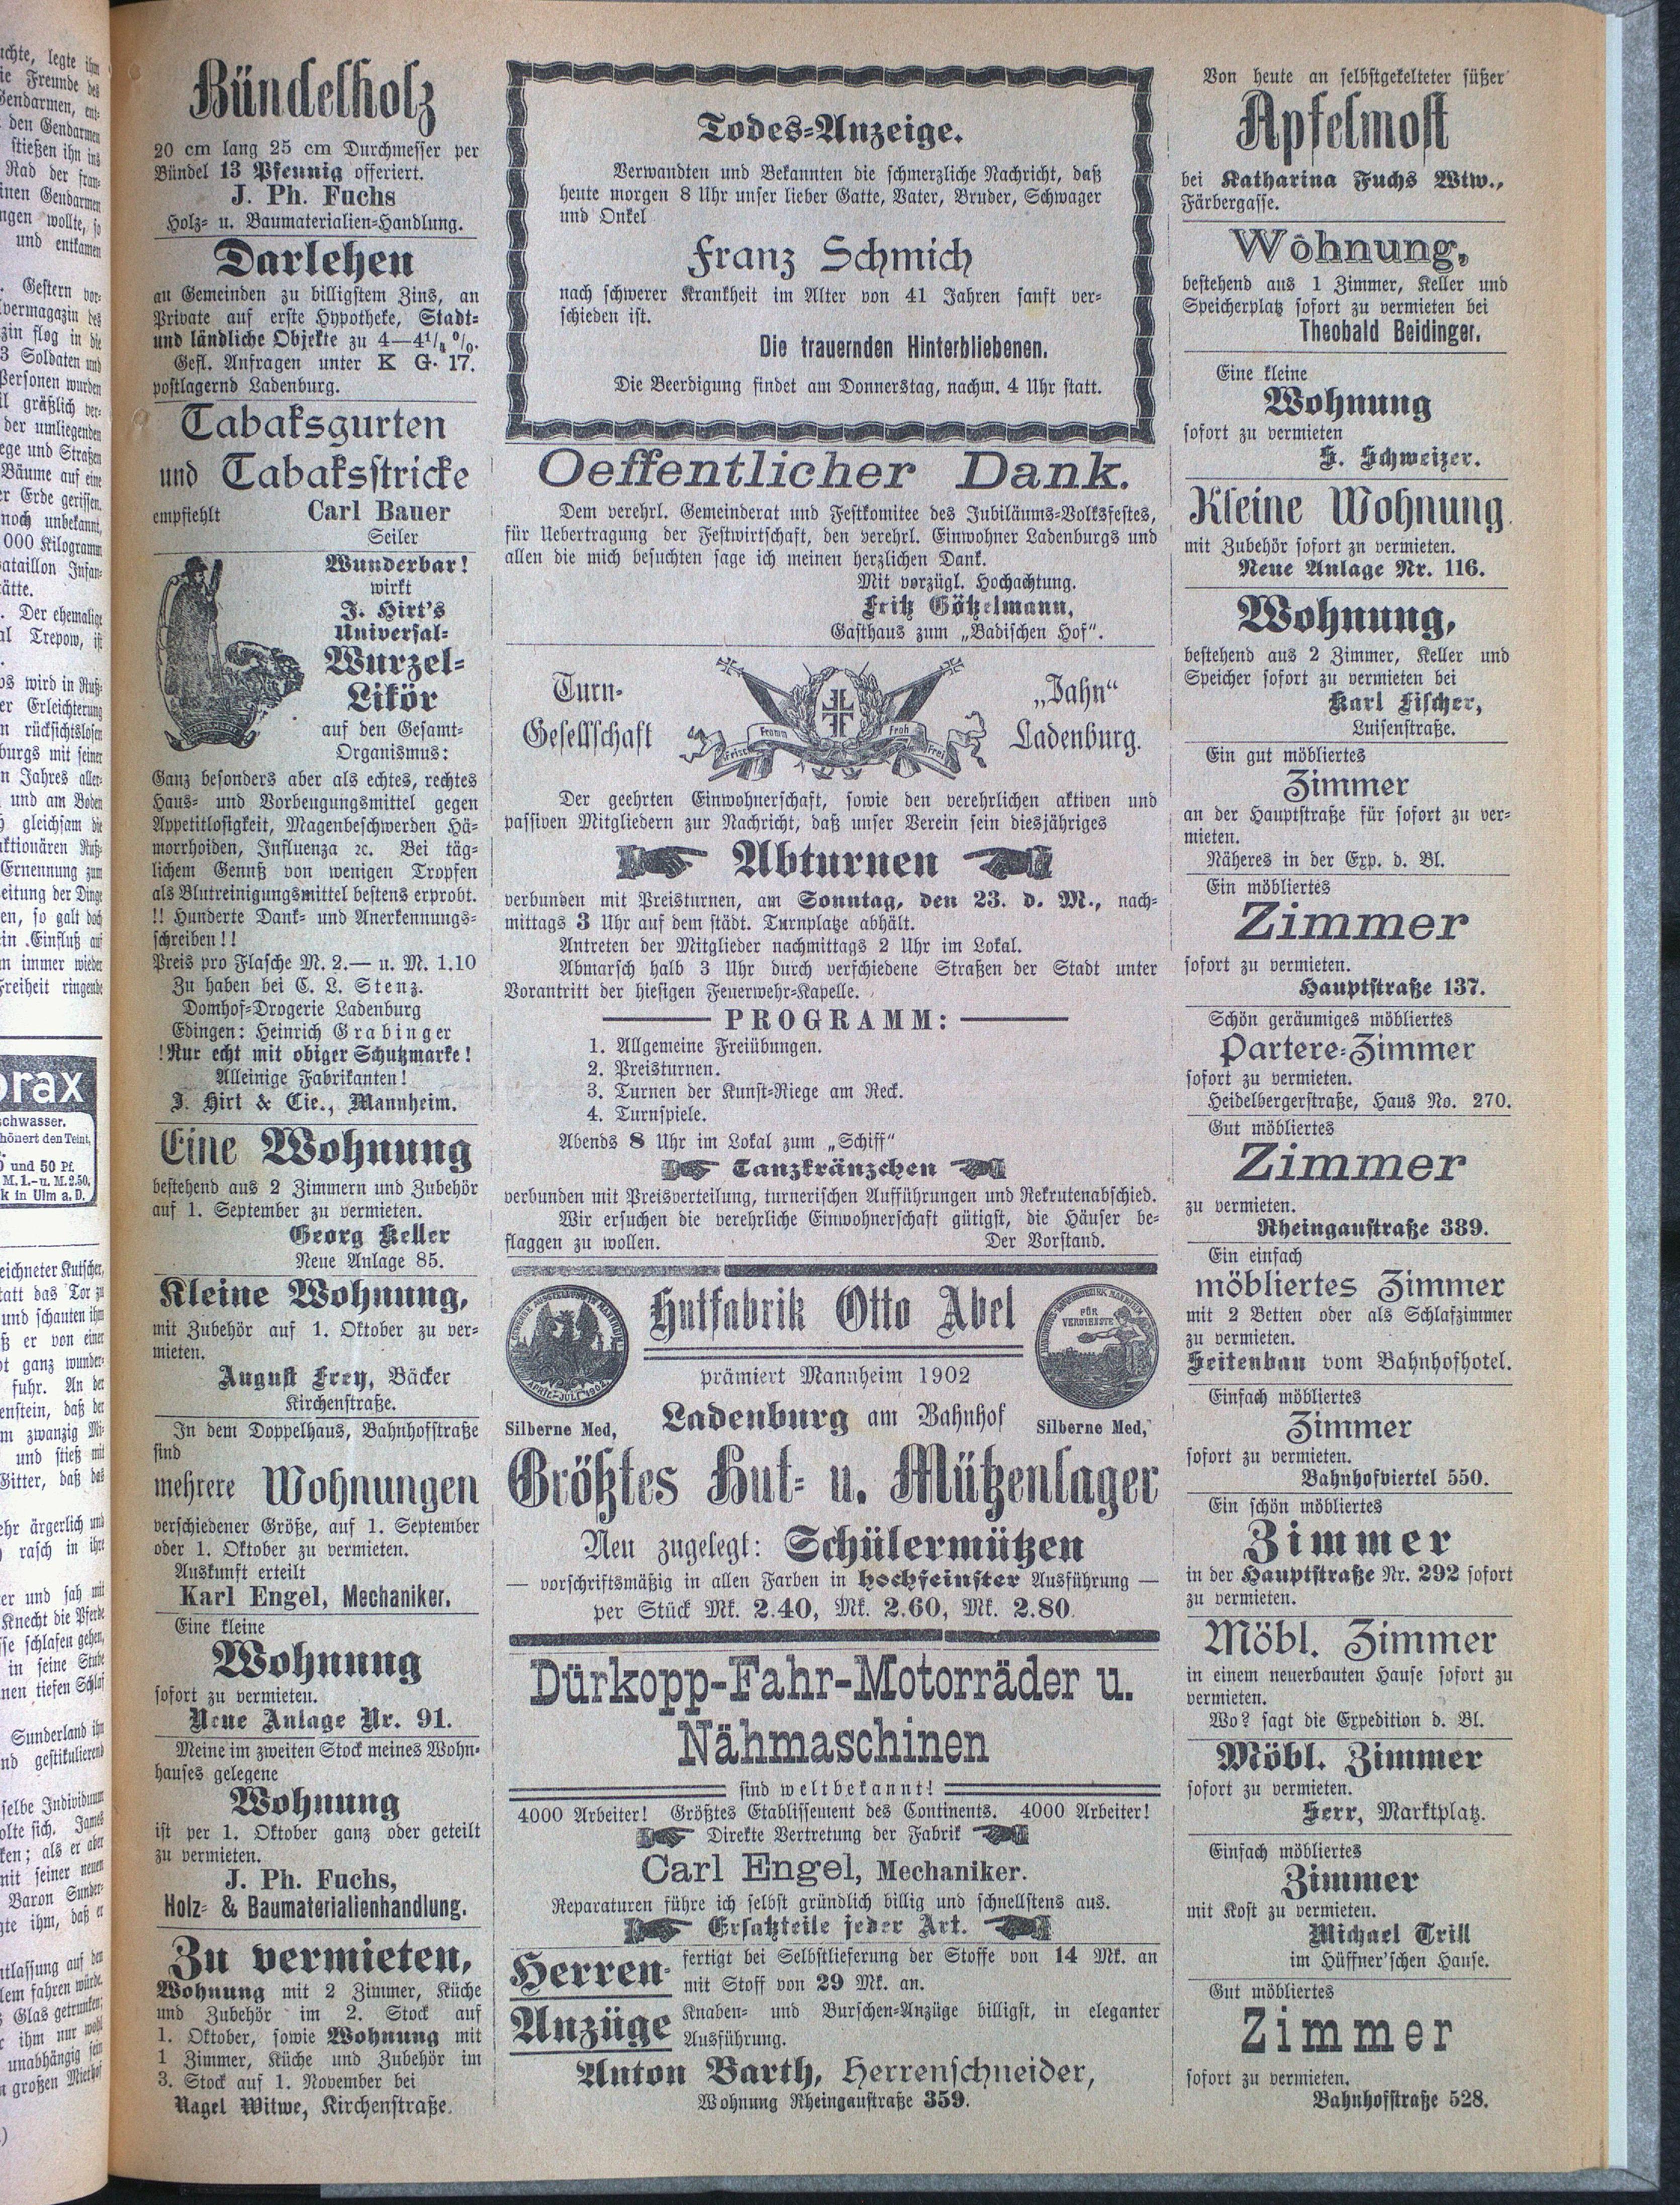 Bündelholz
20 cm lang 25 cm Durchmesser per
Bündel 13 Pfennig offeriert.
J. Ph. Fuchs
Holz- u. Baumaterialien-Handlung.
Darlehen
an Gemeinden zu billigstem Zins, an
Private auf erste Hypotheke, Stadt-
und ländliche Objekte zu 4—4¹/₄ %.
Gefl. Anfragen unter K G. 17.
postlagernd Ladenburg.
Tabaksgurten
und Tabaksstricke
empfiehlt Carl Bauer
Seiler
Wunderbar!
wirkt
J. Hirt's
Universal-
Wurzel-
Likör
auf den Gesamt-
Organismus:
Ganz besonders aber als echtes, rechtes
Haus- und Vorbeugungsmittel gegen
Appetitlosigkeit, Magenbeschwerden Hä-
morrhoiden, Influenza ꝛc. Bei täg-
lichem Genuß von wenigen Tropfen
als Blutreinigungsmittel bestens erprobt.
!! Hunderte Dank- und Anerkennungs-
schreiben!!
Preis pro Flasche M. 2.— u. M. 1.10
Zu haben bei C. L. Stenz.
Domhof-Drogerie Ladenburg
Edingen: Heinrich Grabinger
!Nur echt mit obiger Schutzmarke!
Alleinige Fabrikanten!
J. Hirt & Cie., Mannheim.
Eine Wohnung
bestehend aus 2 Zimmern und Zubehör
auf 1. September zu vermieten.
Georg Keller
Neue Anlage 85.
Kleine Wohnung,
mit Zubehör auf 1. Oktober zu ver-
mieten.
August Frey, Bäcker
Kirchenstraße.
In dem Doppelhaus, Bahnhofstraße
sind
mehrere Wohnungen
verschiedener Größe, auf 1. September
oder 1. Oktober zu vermieten.
Auskunft erteilt
Karl Engel, Mechaniker.
Eine kleine
Wohnung
sofort zu vermieten.
Neue Anlage Nr. 91.
Meine im zweiten Stock meines Wohn-
hauses gelegene
Wohnung
ist per 1. Oktober ganz oder geteilt
zu vermieten.
J. Ph. Fuchs,
Holz- & Baumaterialienhandlung.
Zu vermieten,
Wohnung mit 2 Zimmer, Küche
und Zubehör im 2. Stock auf
1. Oktober, sowie Wohnung mit
1 Zimmer, Küche und Zubehör im
3. Stock auf 1. November bei
Nagel Witwe, Kirchenstraße.
Todes-Anzeige.
Verwandten und Bekannten die schmerzliche Nachricht, daß
heute morgen 8 Uhr unser lieber Gatte, Vater, Bruder, Schwager
und Onkel
Franz Schmich
nach schwerer Krankheit im Alter von 41 Jahren sanft ver-
schieden ist.
Die trauernden Hinterbliebenen.
Die Beerdigung findet am Donnerstag, nachm. 4 Uhr statt.
Oeffentlicher Dank.
Dem verehrl. Gemeinderat und Festkomitee des Jubiläums-Volksfestes,
für Uebertragung der Festwirtschaft, den verehrl. Einwohner Ladenburgs und
allen die mich besuchten sage ich meinen herzlichen Dank.
Mit vorzügl. Hochachtung.
Fritz Götzelmann,
Gasthaus zum „Badischen Hof“.
Turn- „Jahn“
Gesellschaft Ladenburg.
Frisch Fromm Froh Frei
Der geehrten Einwohnerschaft, sowie den verehrlichen aktiven und
passiven Mitgliedern zur Nachricht, daß unser Verein sein diesjähriges
Abturnen
verbunden mit Preisturnen, am Sonntag, den 23. d. M., nach-
mittags 3 Uhr auf dem städt. Turnplatze abhält.
Antreten der Mitglieder nachmittags 2 Uhr im Lokal.
Abmarsch halb 3 Uhr durch verschiedene Straßen der Stadt unter
Vorantritt der hiesigen Feuerwehr-Kapelle.
PROGRAMM:
1. Allgemeine Freiübungen.
2. Preisturnen.
3. Turnen der Kunst-Riege am Reck.
4. Turnspiele.
Abends 8 Uhr im Lokal zum „Schiff“
Tanzkränzchen
verbunden mit Preisverteilung, turnerischen Aufführungen und Rekrutenabschied.
Wir ersuchen die verehrliche Einwohnerschaft gütigst, die Häuser be-
flaggen zu wollen. Der Vorstand.
Hutfabrik Otto Abel
prämiert Mannheim 1902
Silberne Med, Ladenburg am Bahnhof Silberne Med,
FÜR
VERDIENSTE
APRIL-JULI 1902
Größtes Hut- u. Mützenlager
Neu zugelegt: Schülermützen
— vorschriftsmäßig in allen Farben in hochfeinster Ausführung —
per Stück Mk. 2.40, Mk. 2.60, Mk. 2.80.
Dürkopp-Fahr-Motorräder u.
Nähmaschinen
sind weltbekannt!
4000 Arbeiter! Größtes Etablissement des Continents. 4000 Arbeiter!
Direkte Vertretung der Fabrik
Carl Engel, Mechaniker.
Reparaturen führe ich selbst gründlich billig und schnellstens aus.
Ersatzteile jeder Art.
Herren- fertigt bei Selbstlieferung der Stoffe von 14 Mk. an
mit Stoff von 29 Mk. an.
Anzüge Knaben- und Burschen-Anzüge billigst, in eleganter
Ausführung.
Anton Barth, Herrenschneider,
Wohnung Rheingaustraße 359.
Von heute an selbstgekelteter süßer
Apfelmost
bei Katharina Fuchs Wtw.,
Färbergasse.
Wohnung,
bestehend aus 1 Zimmer, Keller und
Speicherplatz sofort zu vermieten bei
Theobald Beidinger.
Eine kleine
Wohnung
sofort zu vermieten
H. Schweizer.
Kleine Wohnung
mit Zubehör sofort zu vermieten.
Neue Anlage Nr. 116.
Wohnung,
bestehend aus 2 Zimmer, Keller und
Speicher sofort zu vermieten bei
Karl Fischer,
Luisenstraße.
Ein gut möbliertes
Zimmer
an der Hauptstraße für sofort zu ver-
mieten.
Näheres in der Exp. d. Bl.
Ein möbliertes
Zimmer
sofort zu vermieten.
Hauptstraße 137.
Schön geräumiges möbliertes
Partere-Zimmer
sofort zu vermieten.
Heidelbergerstraße, Haus No. 270.
Gut möbliertes
Zimmer
zu vermieten.
Rheingaustraße 389.
Ein einfach
möbliertes Zimmer
mit 2 Betten oder als Schlafzimmer
zu vermieten.
Seitenbau vom Bahnhofhotel.
Einfach möbliertes
Zimmer
sofort zu vermieten.
Bahnhofviertel 550.
Ein schön möbliertes
Zimmer
in der Hauptstraße Nr. 292 sofort
zu vermieten.
Möbl. Zimmer
in einem neuerbauten Hause sofort zu
vermieten.
Wo? sagt die Expedition d. Bl.
Möbl. Zimmer
sofort zu vermieten.
Herr, Marktplatz.
Einfach möbliertes
Zimmer
mit Kost zu vermieten.
Michael Trill
im Hüffner'schen Hause.
Gut möbliertes
Zimmer
sofort zu vermieten.
Bahnhofstraße 528.